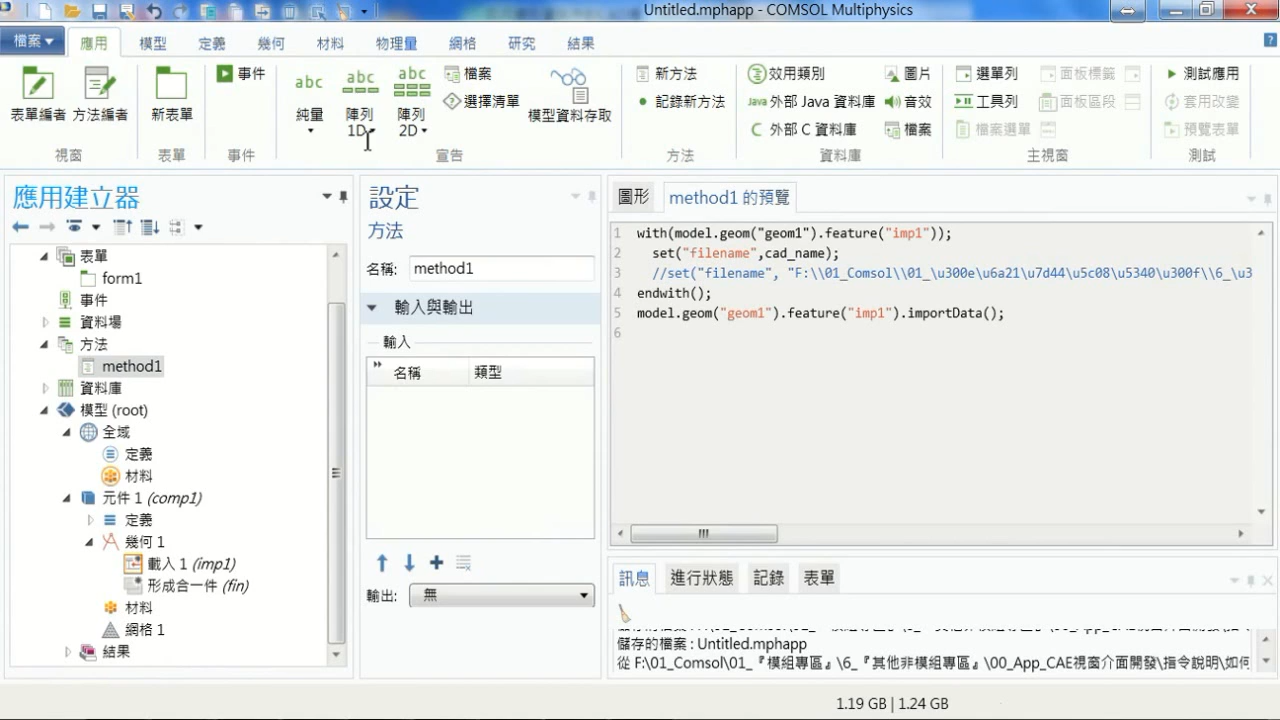 Untitled.mphapp - COMSOL Multiphysics
檔案 應用 模型 定義 幾何 材料 物理量 網格 研究 結果
表單編者 方法編者
視窗
新表單
表單
事件
事件
abc 純量
abc 陣列 1D
abc 陣列 2D
檔案
選擇清單
模型資料存取
宣告
新方法
記錄新方法
方法
效用類別
Java 外部 Java 資料庫
C 外部 C 資料庫
圖片
音效
檔案
資料庫
選單列
工具列
檔案選單
面板標籤
面板區段
主視窗
測試應用
套用改變
預覽表單
測試
應用建立器
表單
form1
事件
資料場
方法
method1
資料庫
模型 (root)
全域
定義
材料
元件 1 (comp1)
定義
幾何 1
載入 1 (imp1)
形成合一件 (fin)
材料
網格 1
結果
設定
方法
名稱: method1
輸入與輸出
輸入
名稱 類型
輸出: 無
圖形 method1 的預覽
1 with(model.geom("geom1").feature("imp1"));
2 set("filename",cad_name);
3 //set("filename", "F:\\01_Comsol\\01_\u300e\u6a21\u7d44\u5c08\u5340\u300f\\6_\u3
4 endwith();
5 model.geom("geom1").feature("imp1").importData();
6
訊息 進行狀態 記錄 表單
儲存的檔案 : Untitled.mphapp
從 F:\01_Comsol\01_『模組專區』\6_『其他非模組專區』\00_App_CAE視窗介面開發\指令說明\如何
1.19 GB | 1.24 GB